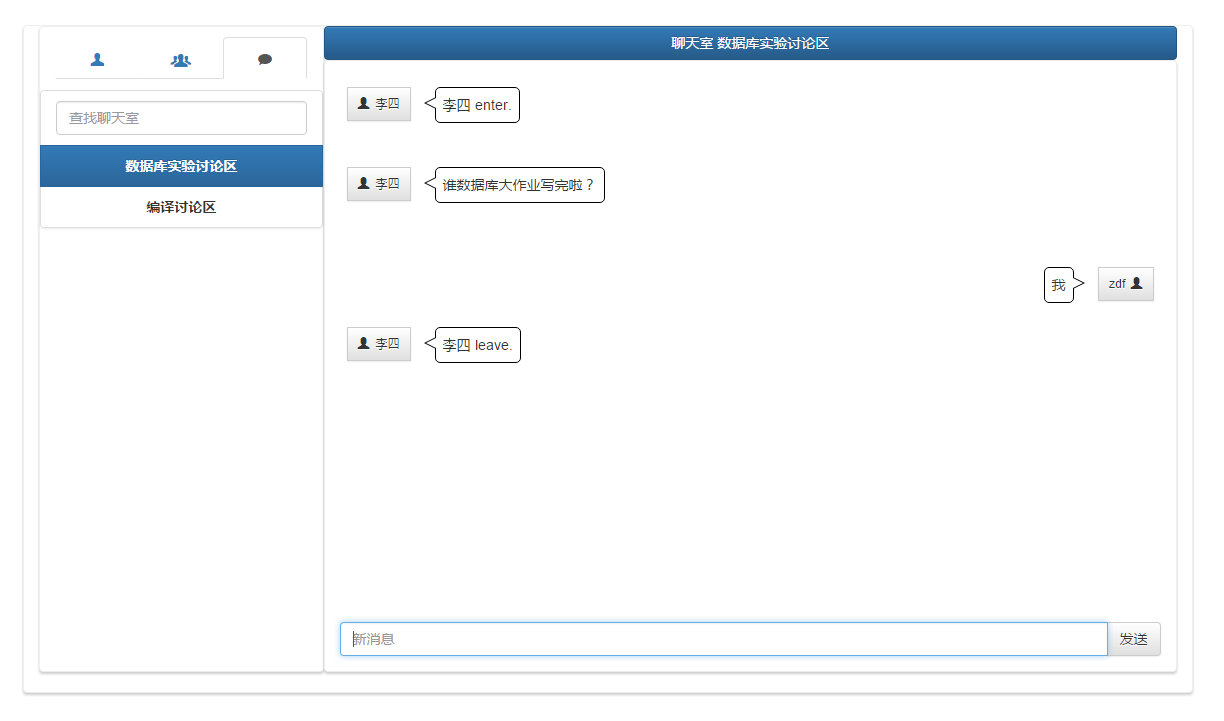 查找聊天室
数据库实验讨论区
编译讨论区
聊天室 数据库实验讨论区
李四
李四 enter.
李四
谁数据库大作业写完啦？
我
zdf
李四
李四 leave.
新消息
发送